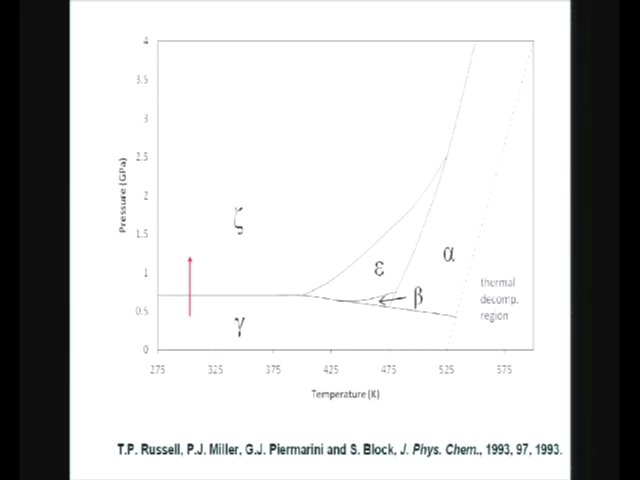 4
3.5
3
2.5
2
1.5
1
0.5
0
Pressure (GPa)
ζ
ε
α
β
γ
thermal
decomp.
region
275 325 375 425 475 525 575
Temperature (K)
T.P. Russell, P.J. Miller, G.J. Piermarini and S. Block, J. Phys. Chem., 1993, 97, 1993.